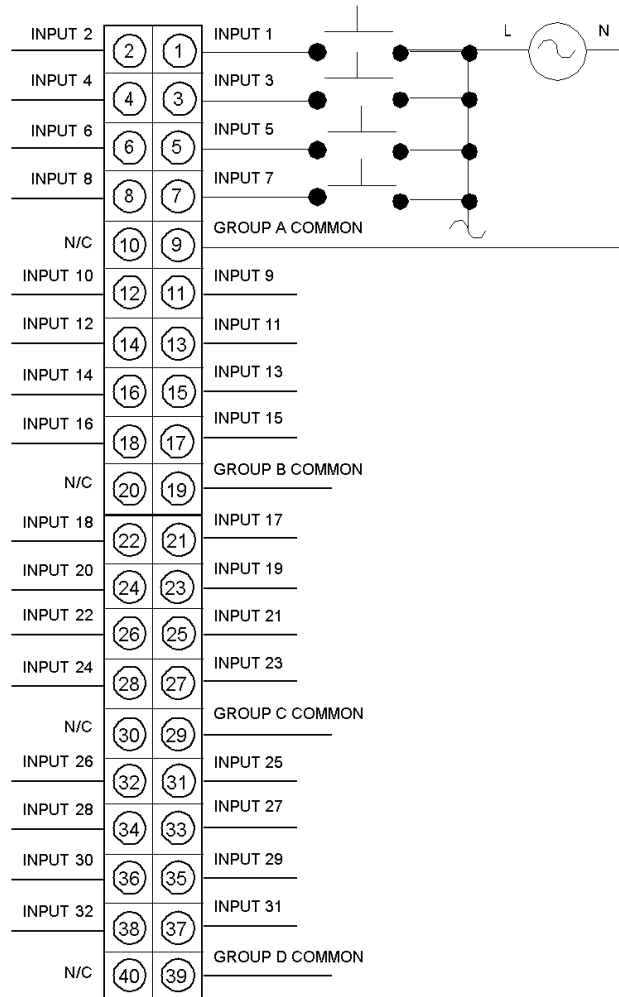 INPUT 2 2 1 INPUT 1 L N
INPUT 4 4 3 INPUT 3
INPUT 6 6 5 INPUT 5
INPUT 8 8 7 INPUT 7
N/C 10 9 GROUP A COMMON
INPUT 10 12 11 INPUT 9
INPUT 12 14 13 INPUT 11
INPUT 14 16 15 INPUT 13
INPUT 16 18 17 INPUT 15
N/C 20 19 GROUP B COMMON
INPUT 18 22 21 INPUT 17
INPUT 20 24 23 INPUT 19
INPUT 22 26 25 INPUT 21
INPUT 24 28 27 INPUT 23
N/C 30 29 GROUP C COMMON
INPUT 26 32 31 INPUT 25
INPUT 28 34 33 INPUT 27
INPUT 30 36 35 INPUT 29
INPUT 32 38 37 INPUT 31
N/C 40 39 GROUP D COMMON